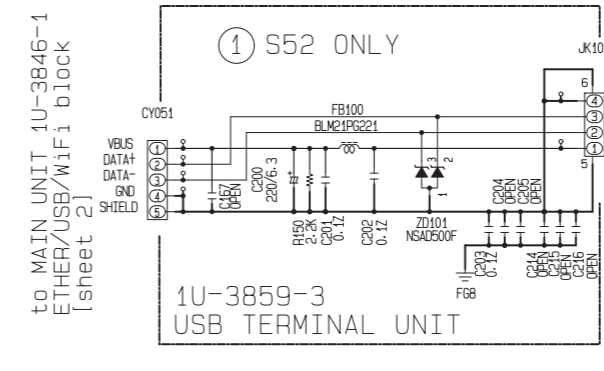 to MAIN UNIT 1U-3846-1
ETHER/USB/WiFi block
[sheet 2]
1 S52 ONLY
JK10
CY051
VBUS
DATA+
DATA-
GND
SHIELD
1
2
3
4
5
FB100
BLM21PG221
C167
OPEN
C200
220/6.3
R150
2.2K
C201
0.1Z
C202
0.1Z
3
2
1
ZD101
NSAD500F
C204
OPEN
C205
OPEN
C203
0.1Z
C214
OPEN
C215
OPEN
C216
OPEN
FG8
6
4
3
2
1
5
1U-3859-3
USB TERMINAL UNIT